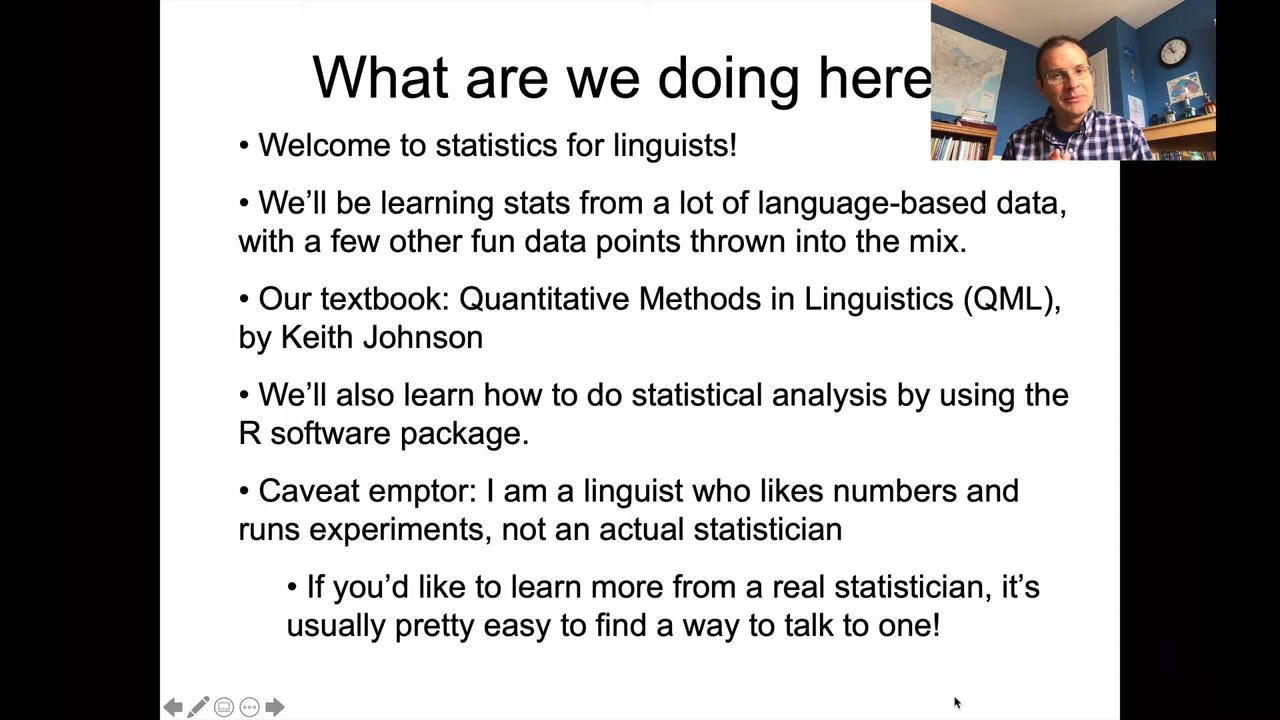 What are we doing here
• Welcome to statistics for linguists!
• We’ll be learning stats from a lot of language-based data,
with a few other fun data points thrown into the mix.
• Our textbook: Quantitative Methods in Linguistics (QML),
by Keith Johnson
• We’ll also learn how to do statistical analysis by using the
R software package.
• Caveat emptor: I am a linguist who likes numbers and
runs experiments, not an actual statistician
• If you’d like to learn more from a real statistician, it’s
usually pretty easy to find a way to talk to one!